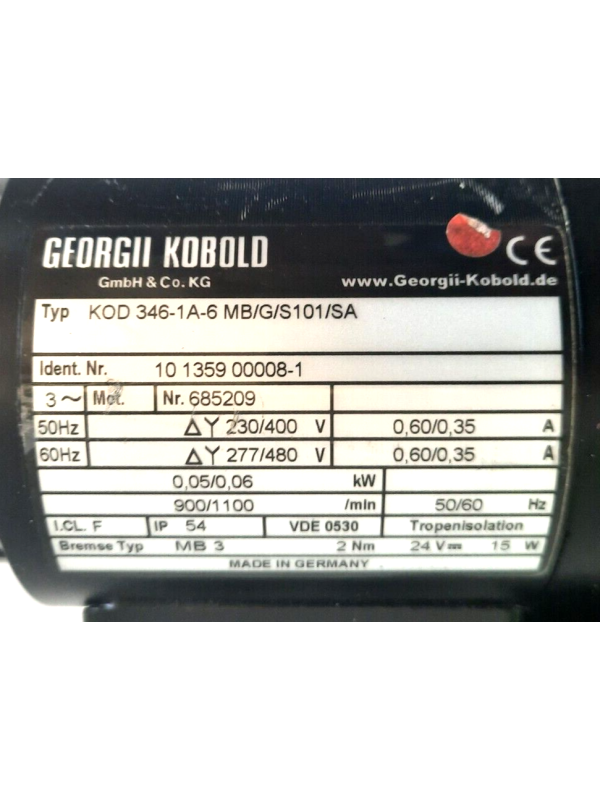 GEORGII KOBOLD
GmbH & Co. KG
www.Georgii-Kobold.de
CE
Typ KOD 346-1A-6 MB/G/S101/SA
Ident. Nr. 10 1359 00008-1
3~ Mot. Nr. 685209
50Hz Δ Y 230/400 V 0,60/0,35 A
60Hz Δ Y 277/480 V 0,60/0,35 A
0,05/0,06 kW
900/1100 /min 50/60 Hz
I.CL. F IP 54 VDE 0530 Tropenisolation
Bremse Typ MB 3 2 Nm 24 V⎓ 15 W
MADE IN GERMANY